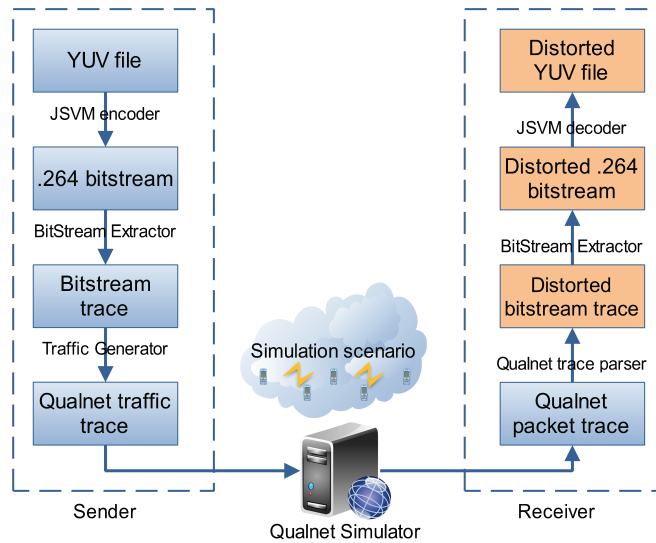 YUV file
JSVM encoder
.264 bitstream
BitStream Extractor
Bitstream
trace
Traffic Generator
Qualnet traffic
trace
Sender
Simulation scenario
Qualnet Simulator
Distorted
YUV file
JSVM decoder
Distorted .264
bitstream
BitStream Extractor
Distorted
bitstream trace
Qualnet trace parser
Qualnet
packet trace
Receiver